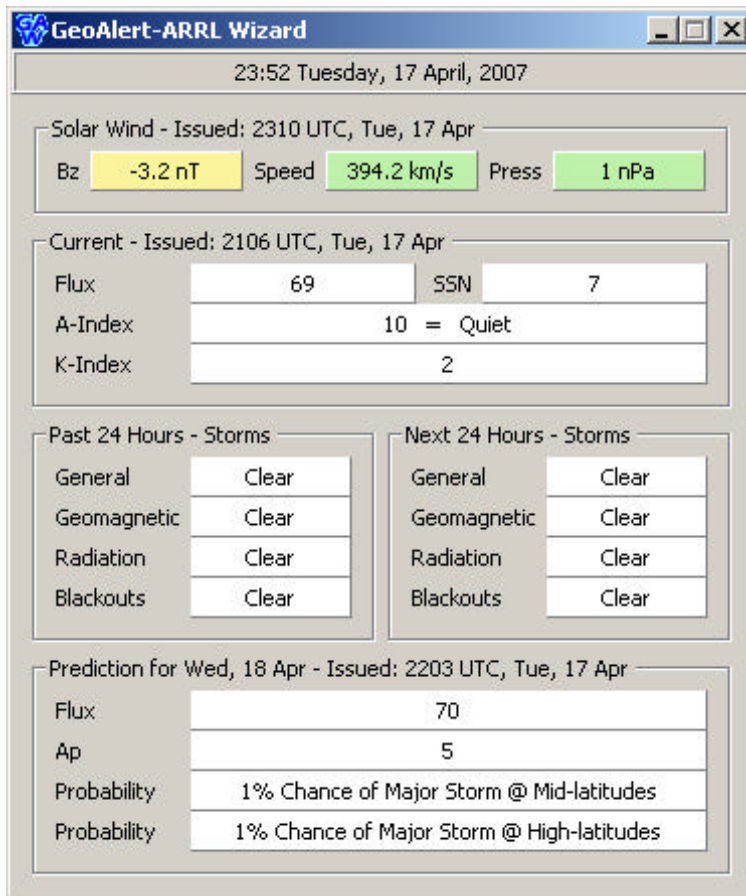 GeoAlert-ARRL Wizard
23:52 Tuesday, 17 April, 2007
Solar Wind - Issued: 2310 UTC, Tue, 17 Apr
Bz -3.2 nT Speed 394.2 km/s Press 1 nPa
Current - Issued: 2106 UTC, Tue, 17 Apr
Flux 69 SSN 7
A-Index 10 = Quiet
K-Index 2
Past 24 Hours - Storms
General Clear
Geomagnetic Clear
Radiation Clear
Blackouts Clear
Next 24 Hours - Storms
General Clear
Geomagnetic Clear
Radiation Clear
Blackouts Clear
Prediction for Wed, 18 Apr - Issued: 2203 UTC, Tue, 17 Apr
Flux 70
Ap 5
Probability 1% Chance of Major Storm @ Mid-latitudes
Probability 1% Chance of Major Storm @ High-latitudes